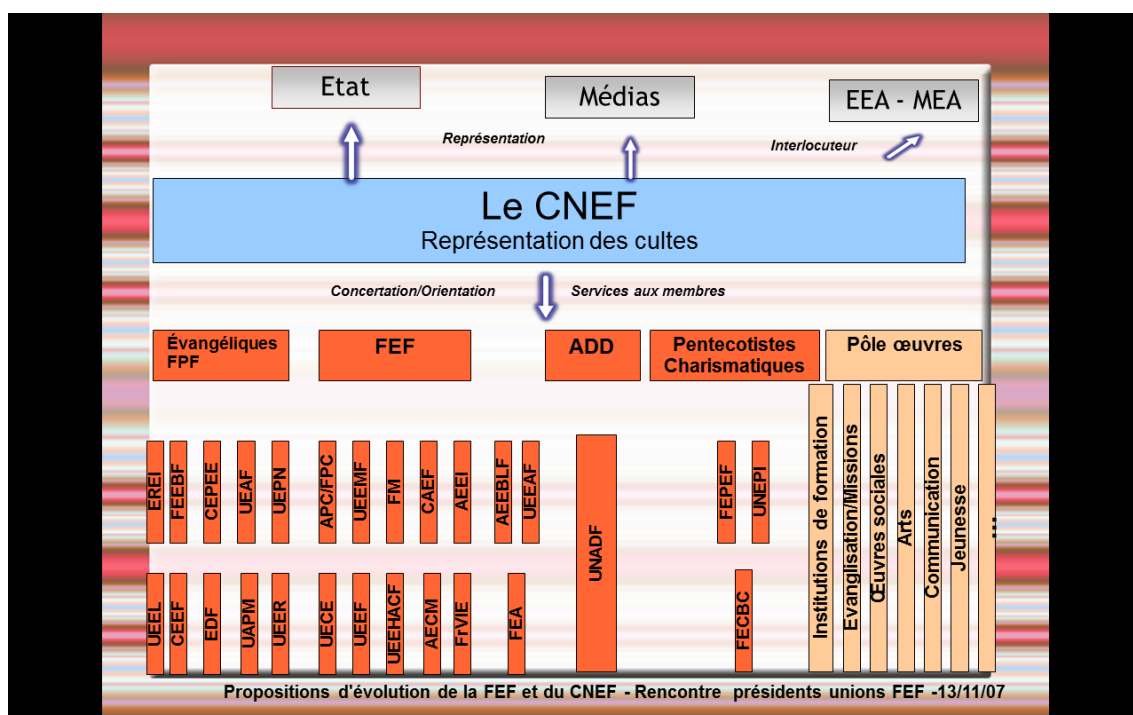 Etat
Médias
EEA - MEA
Représentation
Interlocuteur
Le CNEF
Représentation des cultes
Concertation/Orientation
Services aux membres
Évangéliques
FPF
FEF
ADD
Pentecotistes
Charismatiques
Pôle œuvres
EREI
FEEBF
CEPEE
UEAF
UEPN
APC/FPC
UEEMF
FM
CAEF
AEEI
AEEBLF
UEEAF
UNADF
FEPEF
UNEPI
Institutions de formation
Evanglisation/Missions
Œuvres sociales
Arts
Communication
Jeunesse
...
UEEL
CEEF
EDF
UAPM
UEER
UECE
UEEF
UEEHACF
AECM
FrVIE
FEA
FECBC
Propositions d'évolution de la FEF et du CNEF - Rencontre présidents unions FEF -13/11/07